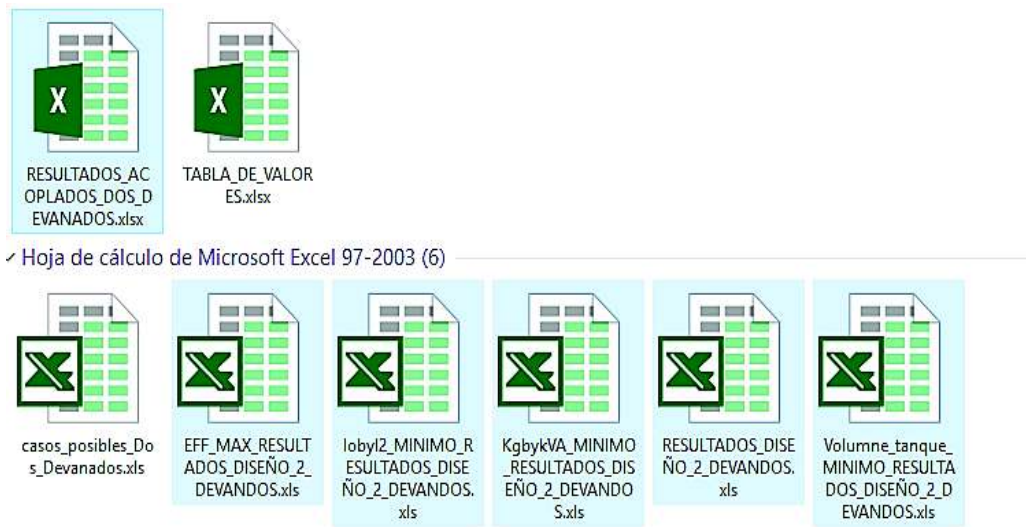 RESULTADOS_AC
OPLADOS_DOS_D
EVANADOS.xlsx
TABLA_DE_VALOR
ES.xlsx
Hoja de cálculo de Microsoft Excel 97-2003 (6)
casos_posibles_Do
s_Devanados.xls
EFF_MAX_RESULT
ADOS_DISEÑO_2_
DEVANDOS.xls
IobyI2_MINIMO_R
ESULTADOS_DISE
ÑO_2_DEVANDOS.
xls
KgbykVA_MINIMO
_RESULTADOS_DIS
EÑO_2_DEVANDO
S.xls
RESULTADOS_DISE
ÑO_2_DEVANDOS.
xls
Volumne_tanque_
MINIMO_RESULTA
DOS_DISEÑO_2_D
EVANDOS.xls